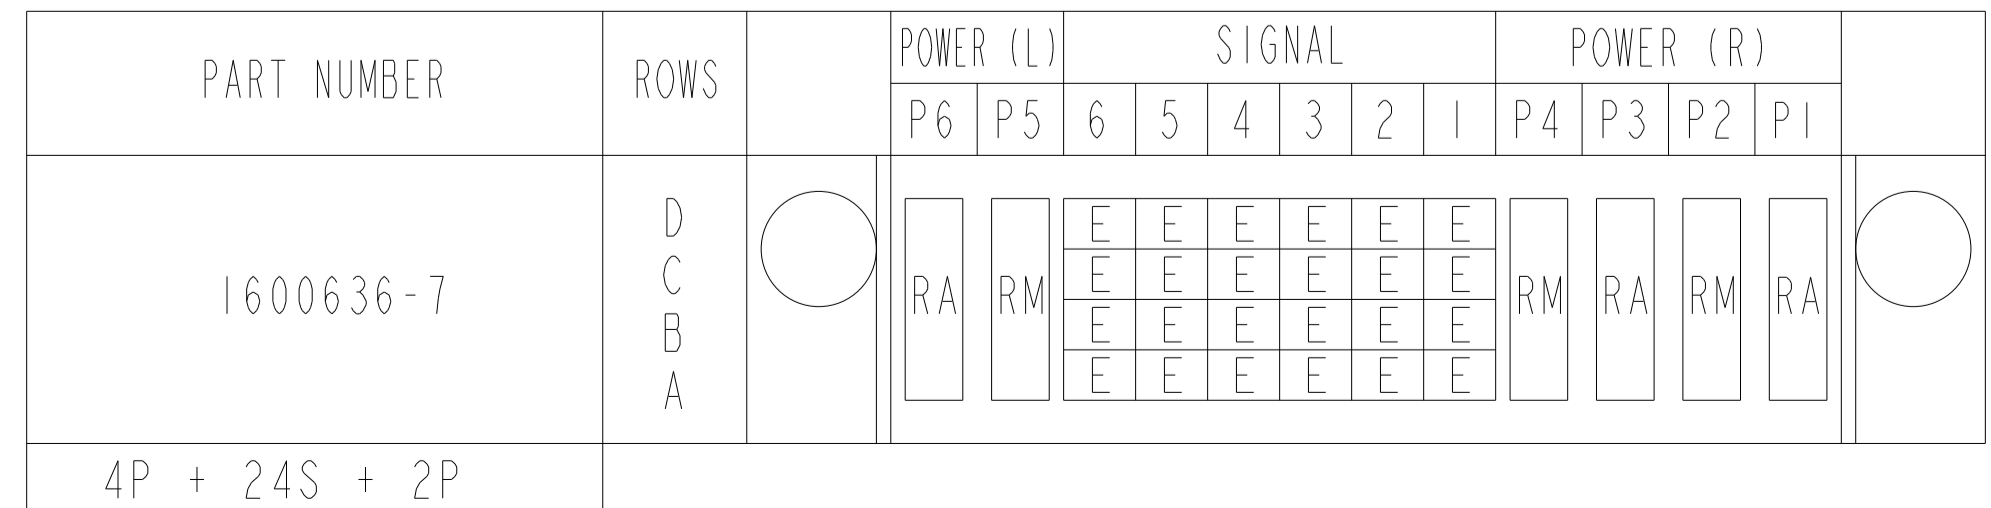 PART NUMBER ROWS POWER (L) SIGNAL POWER (R)
P6 P5 6 5 4 3 2 1 P4 P3 P2 P1
D E E E E E E
C E E E E E E
1600636-7 RA RM RM RA RM RA
B E E E E E E
A E E E E E E
4P + 24S + 2P